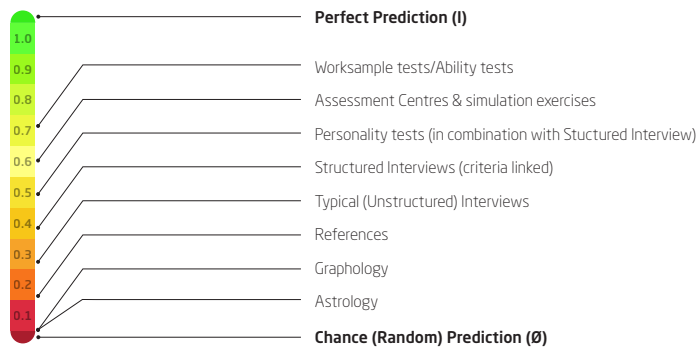 Perfect Prediction (I)
1.0
0.9
Worksample tests/Ability tests
0.8
Assessment Centres & simulation exercises
0.7
Personality tests (in combination with Stuctured Interview)
0.6
Structured Interviews (criteria linked)
0.5
Typical (Unstructured) Interviews
0.4
References
0.3
Graphology
0.2
Astrology
0.1
Chance (Random) Prediction (Ø)